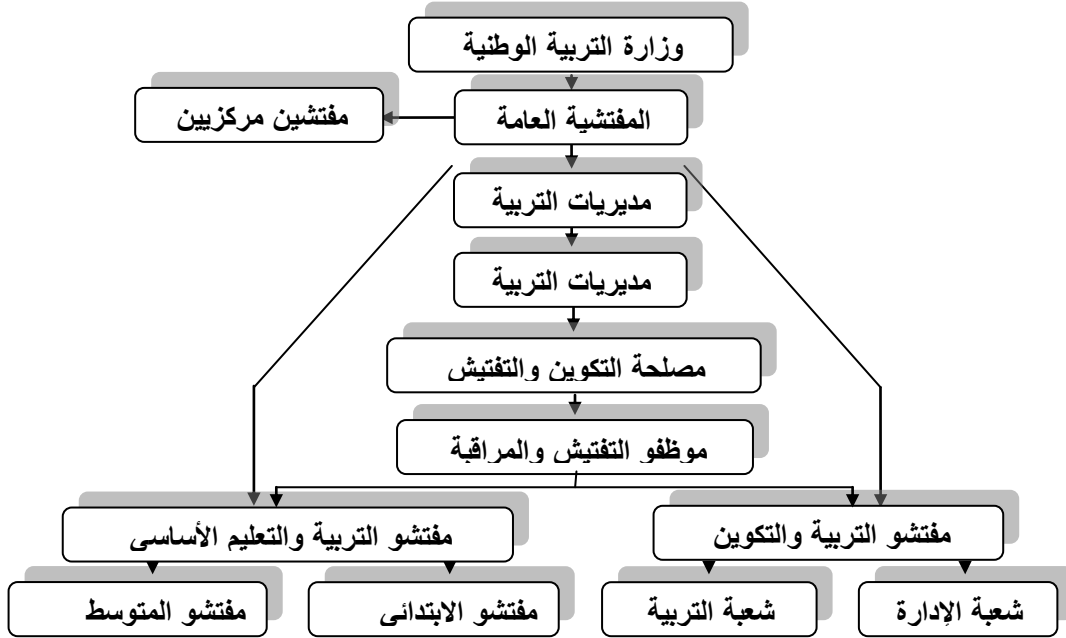 وزارة التربية الوطنية
المفتشية العامة
مفتشين مركزيين
مديريات التربية
مديريات التربية
مصلحة التكوين والتفتيش
موظفو التفتيش والمراقبة
مفتشو التربية والتكوين
مفتشو التربية والتعليم الأساسي
شعبة الإدارة
شعبة التربية
مفتشو الابتدائي
مفتشو المتوسط